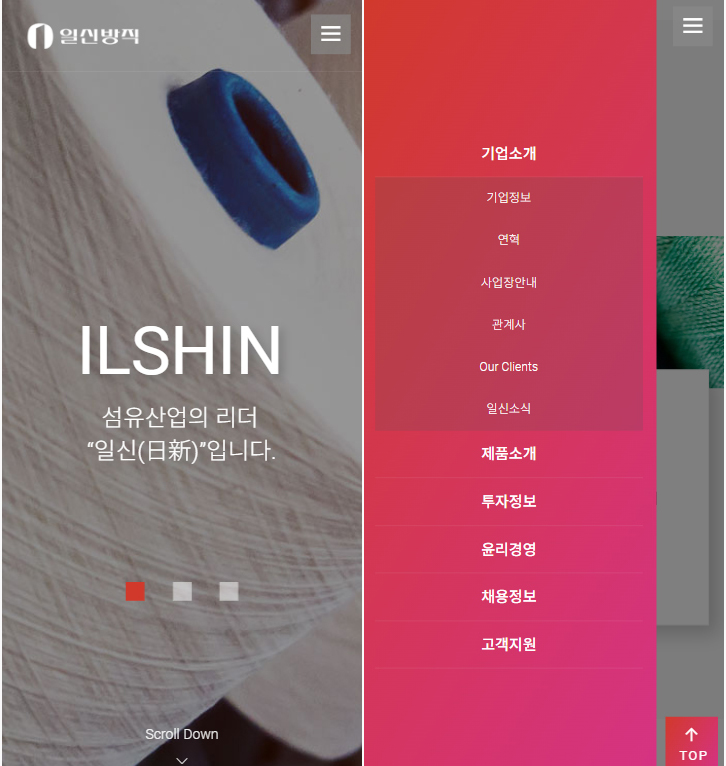 일신방직
ILSHIN
섬유산업의 리더
“일신(日新)”입니다.
Scroll Down
기업소개
기업정보
연혁
사업장안내
관계사
Our Clients
일신소식
제품소개
투자정보
윤리경영
채용정보
고객지원
TOP